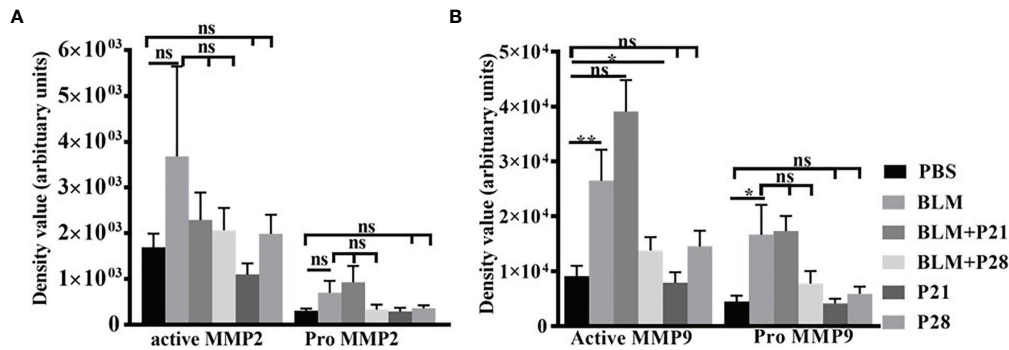 A
ns
ns
ns
Density value (arbituary units)
6×10⁰³
5×10⁰³
4×10⁰³
3×10⁰³
2×10⁰³
1×10⁰³
0
ns
ns
ns
active MMP2
Pro MMP2
B
ns
*
ns
**
Density value (arbituary units)
5×10⁴
4×10⁴
3×10⁴
2×10⁴
1×10⁴
0
ns
ns
*
Active MMP9
Pro MMP9
PBS
BLM
BLM+P21
BLM+P28
P21
P28